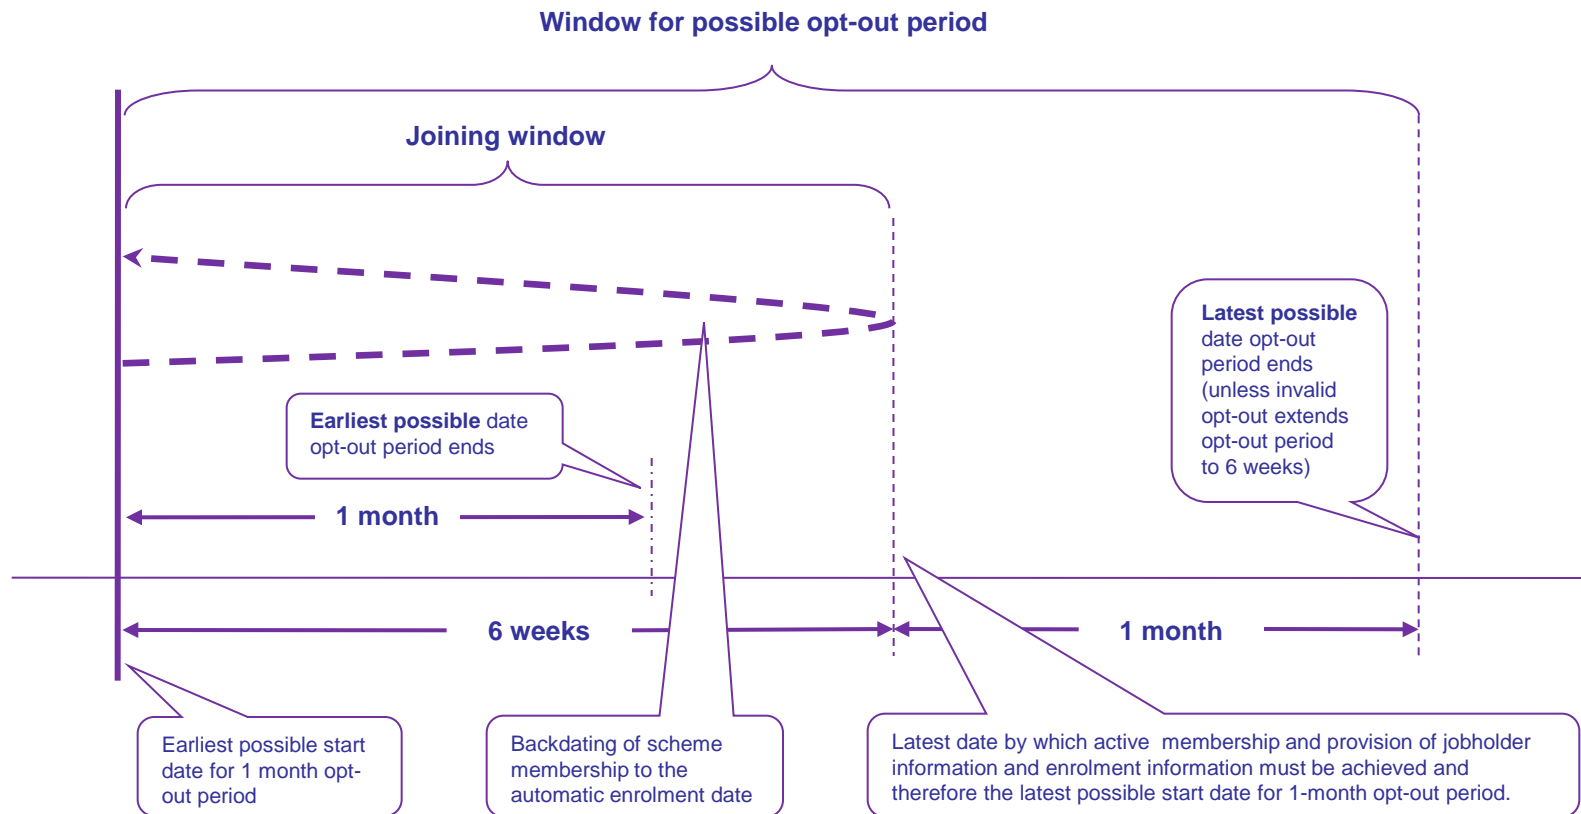 Window for possible opt-out period
Joining window
Latest possible
date opt-out
period ends
(unless invalid
opt-out extends
opt-out period
to 6 weeks)
Earliest possible date
opt-out period ends
1 month
6 weeks
1 month
Earliest possible start
date for 1 month opt-
out period
Backdating of scheme
membership to the
automatic enrolment date
Latest date by which active  membership and provision of jobholder
information and enrolment information must be achieved and
therefore the latest possible start date for 1-month opt-out period.